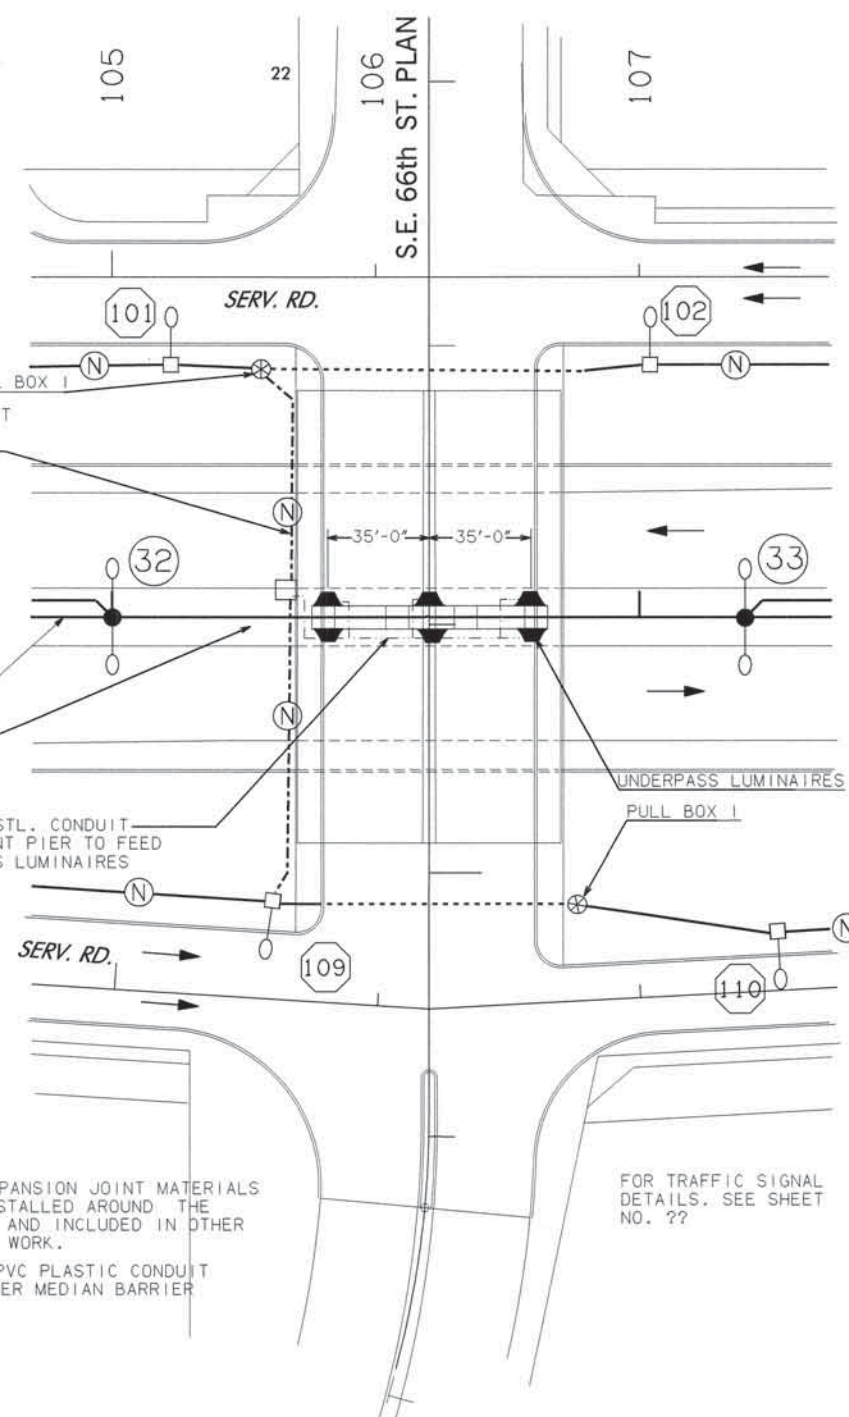 105
22
106
S.E. 66th ST. PLAN
107
101
SERV. RD.
102
N
N
BOX 1
T
N
35'-0"
35'-0"
32
33
N
UNDERPASS LUMINAIRES
PULL BOX 1
STL. CONDUIT
NT PIER TO FEED
S LUMINAIRES
N
N
SERV. RD.
109
110
PANSION JOINT MATERIALS
STALLED AROUND THE
AND INCLUDED IN OTHER
WORK.
PVC PLASTIC CONDUIT
ER MEDIAN BARRIER
FOR TRAFFIC SIGNAL
DETAILS. SEE SHEET
NO. ??